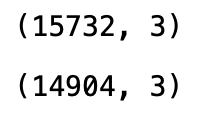 (15732, 3)
(14904, 3)